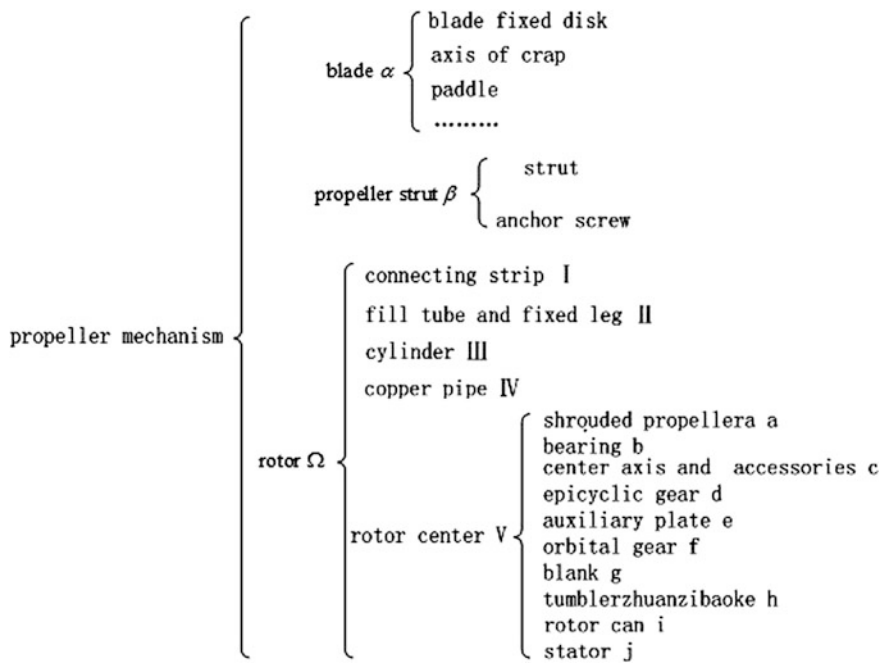 blade fixed disk
axis of crap
blade α
paddle
.........
strut
propeller strut β
anchor screw
connecting strip Ⅰ
fill tube and fixed leg Ⅱ
propeller mechanism
cylinder Ⅲ
copper pipe Ⅳ
shrouded propellera a
bearing b
rotor Ω
center axis and accessories c
epicyclic gear d
auxiliary plate e
rotor center Ⅴ
orbital gear f
blank g
tumblerzhuanzibaoke h
rotor can i
stator j